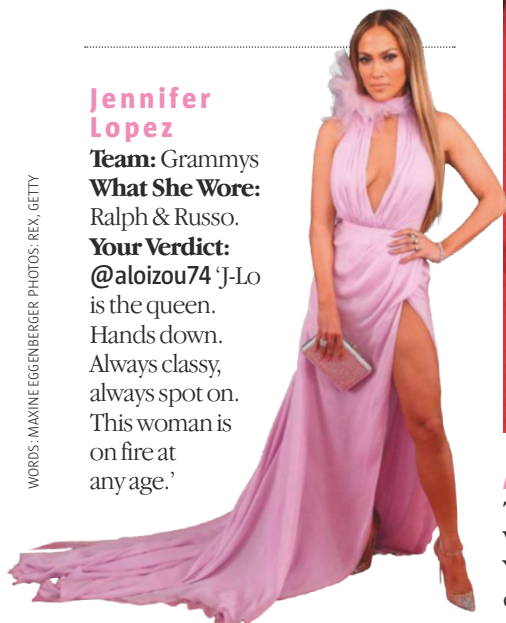 Jennifer
Lopez
Team: Grammys
What She Wore:
Ralph & Russo.
Your Verdict:
@aloizou74 ‘J-Lo
is the queen.
Hands down.
Always classy,
always spot on.
This woman is
on fire at
any age.’
WORDS: MAXINE EGGENBERGER PHOTOS: REX, GETTY